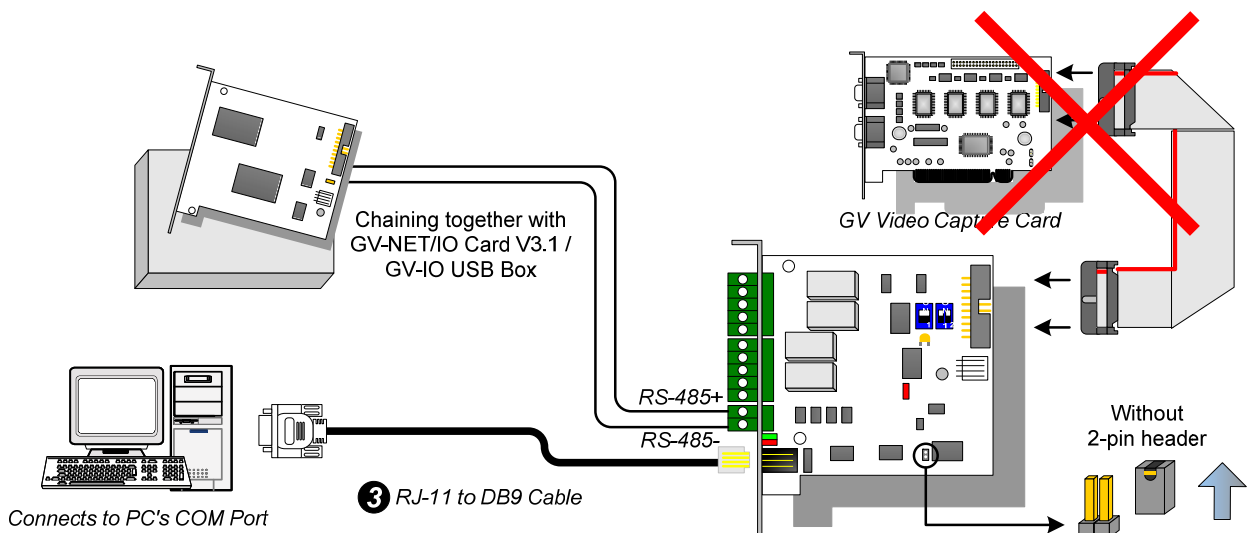 GV Video Capture Card
Chaining together with
GV-NET/IO Card V3.1 /
GV-IO USB Box
RS-485+
RS-485-
Without
2-pin header
3 RJ-11 to DB9 Cable
Connects to PC's COM Port